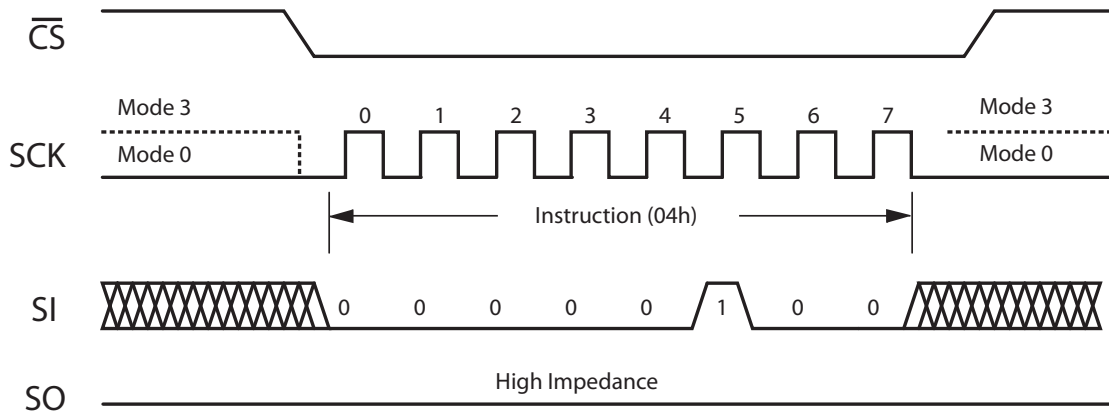 CS
0 1 2 3 4 5 6 7
Mode 3
Mode 3
SCK
Mode 0
Mode 0
Instruction (04h)
SI
0 0 0 0 0 1 0 0
High Impedance
SO